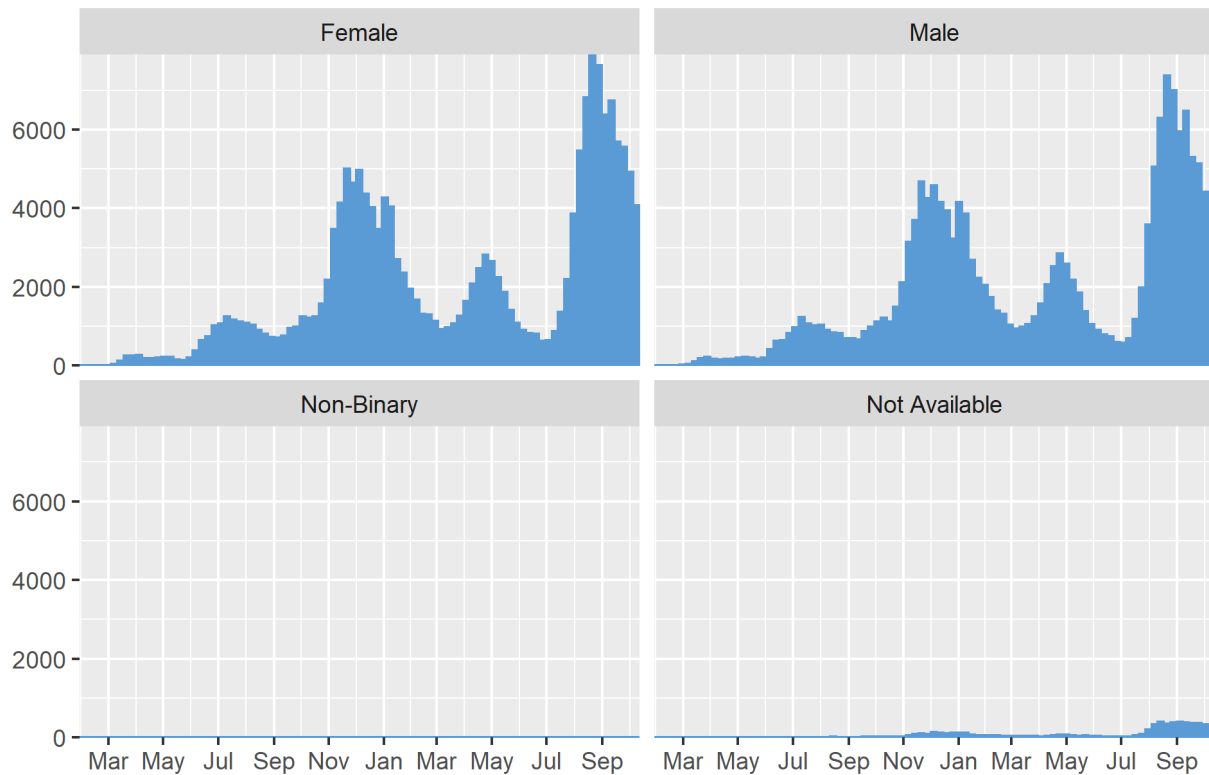 Female Male
6000
4000
2000
0
Non-Binary Not Available
6000
4000
2000
0
Mar May Jul Sep Nov Jan Mar May Jul Sep Mar May Jul Sep Nov Jan Mar May Jul Sep